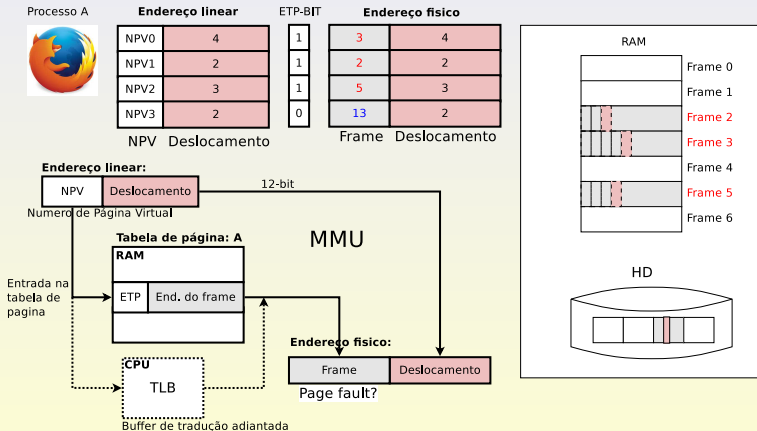 Processo A
Endereço linear
ETP-BIT
Endereço fisico
NPV0 4 1 3 4
NPV1 2 1 2 2
NPV2 3 1 5 3
NPV3 2 0 13 2
NPV Deslocamento
Frame Deslocamento
Endereço linear:
NPV Deslocamento
12-bit
Numero de Página Virtual
Tabela de página: A
MMU
RAM
Entrada na
tabela de
pagina
ETP End. do frame
Endereço fisico:
Frame Deslocamento
Page fault?
CPU
TLB
Buffer de tradução adiantada
RAM
Frame 0
Frame 1
Frame 2
Frame 3
Frame 4
Frame 5
Frame 6
HD